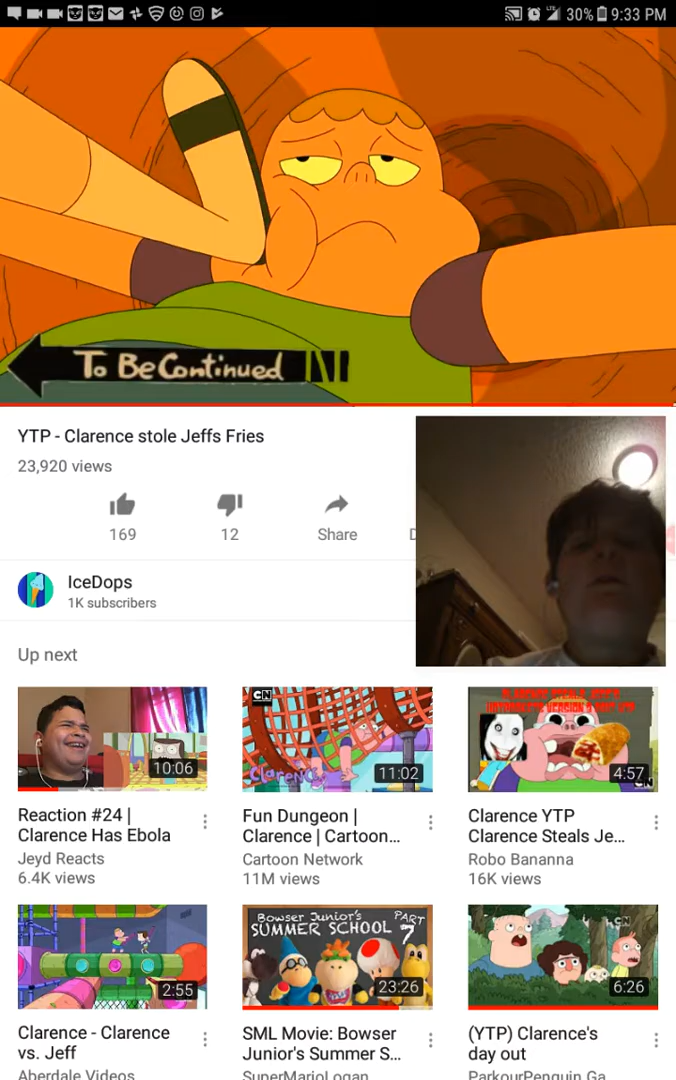 30% 9:33 PM
To Be Continued
YTP - Clarence stole Jeffs Fries
23,920 views
169 12 Share D
IceDops
1K subscribers
Up next
10:06
CN
Clarence
11:02
4:57
Reaction #24 |
Clarence Has Ebola
Jeyd Reacts
6.4K views
Fun Dungeon |
Clarence | Cartoon...
Cartoon Network
11M views
Clarence YTP
Clarence Steals Je...
Robo Bananna
16K views
2:55
Bowser Junior's
SUMMER SCHOOL
PART
7
23:26
CN
6:26
Clarence - Clarence
vs. Jeff
Aberdale Videos
SML Movie: Bowser
Junior's Summer S...
SuperMarioLogan
(YTP) Clarence's
day out
ParkourPenguin Ga